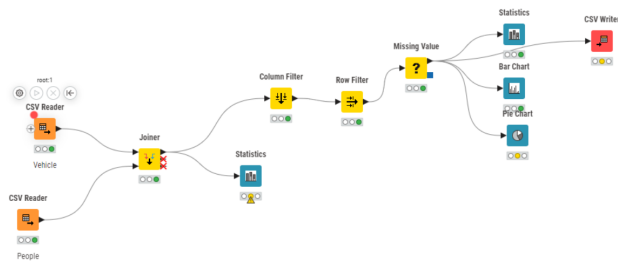 Statistics
CSV Writer
Missing Value
Bar Chart
root:1
Column Filter
Row Filter
CSV Reader
Pie Chart
Joiner
Statistics
Vehicle
CSV Reader
People